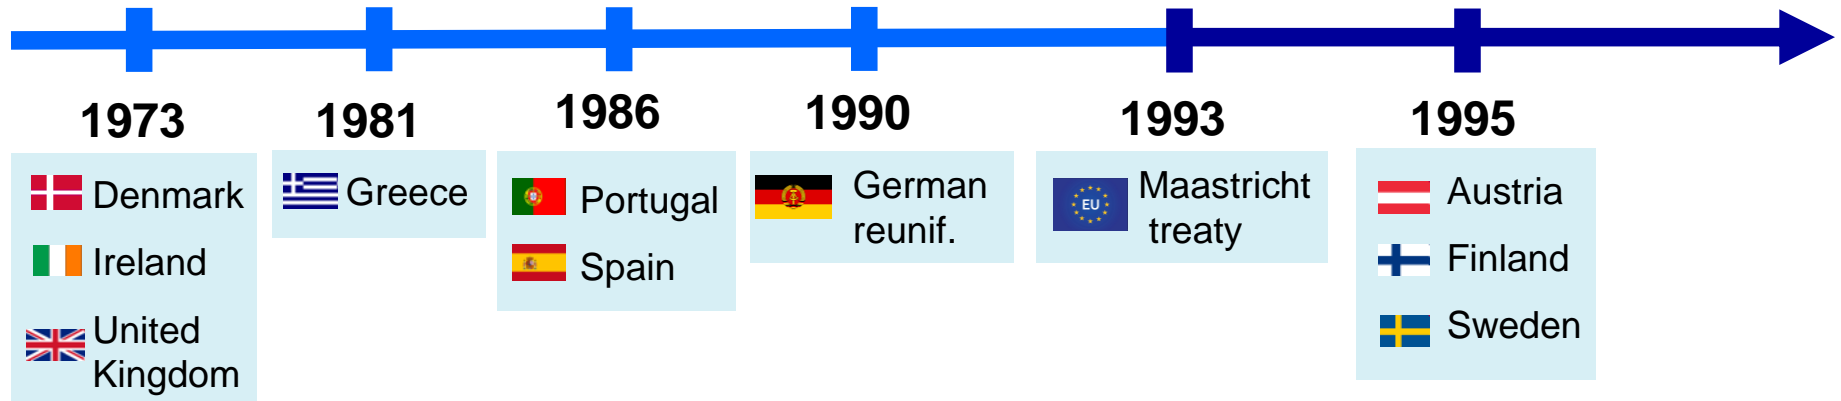 1973
Denmark
Ireland
United
Kingdom
1981
Greece
1986
Portugal
Spain
1990
German
reunif.
1993
EU
Maastricht
treaty
1995
Austria
Finland
Sweden